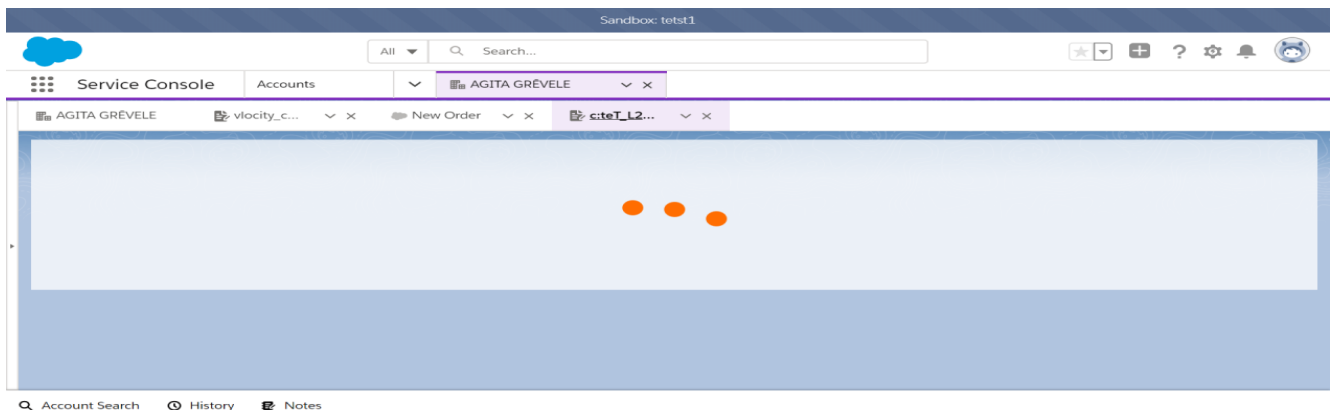 Sandbox: tetst1
All Search...
Service Console Accounts AGITA GRĒVELE
AGITA GRĒVELE vlocity_c... New Order c:teT_L2...
Account Search History Notes